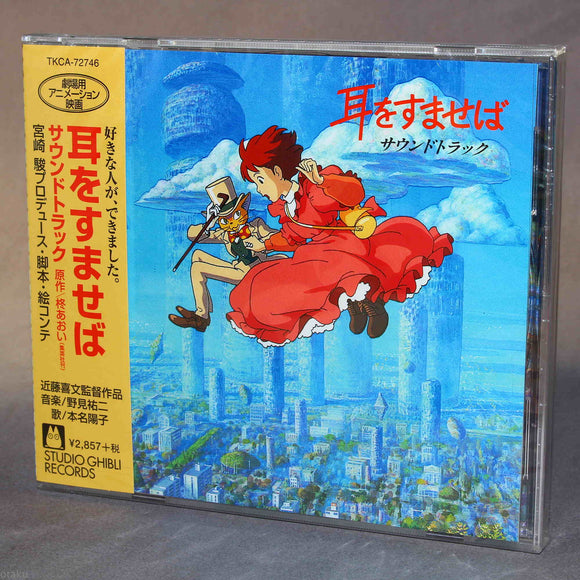 TKCA-72746
劇場用
アニメーション
映画
好きな人が、できました。
耳をすませば
サウンドトラック
原作/柊あおい(集英社刊)
宮崎 駿プロデュース・脚本・絵コンテ
近藤喜文監督作品
音楽/野見祐二
歌/本名陽子
¥2,857+税
STUDIO GHIBLI
RECORDS
耳をすませば
サウンドトラック
otaku